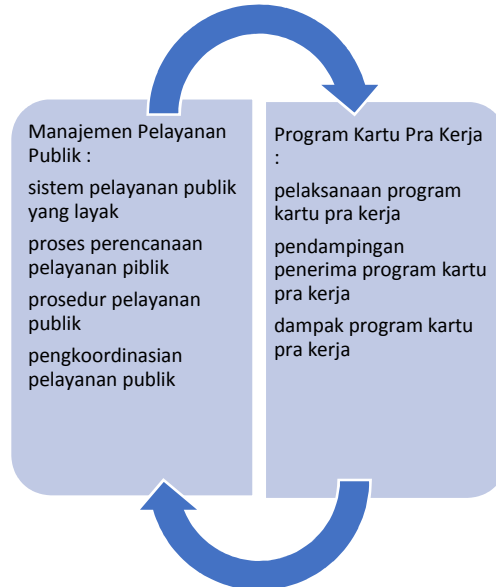 Manajemen Pelayanan
Publik :
sistem pelayanan publik
yang layak
proses perencanaan
pelayanan piblik
prosedur pelayanan
publik
pengkoordinasian
pelayanan publik
Program Kartu Pra Kerja
:
pelaksanaan program
kartu pra kerja
pendampingan
penerima program kartu
pra kerja
dampak program kartu
pra kerja